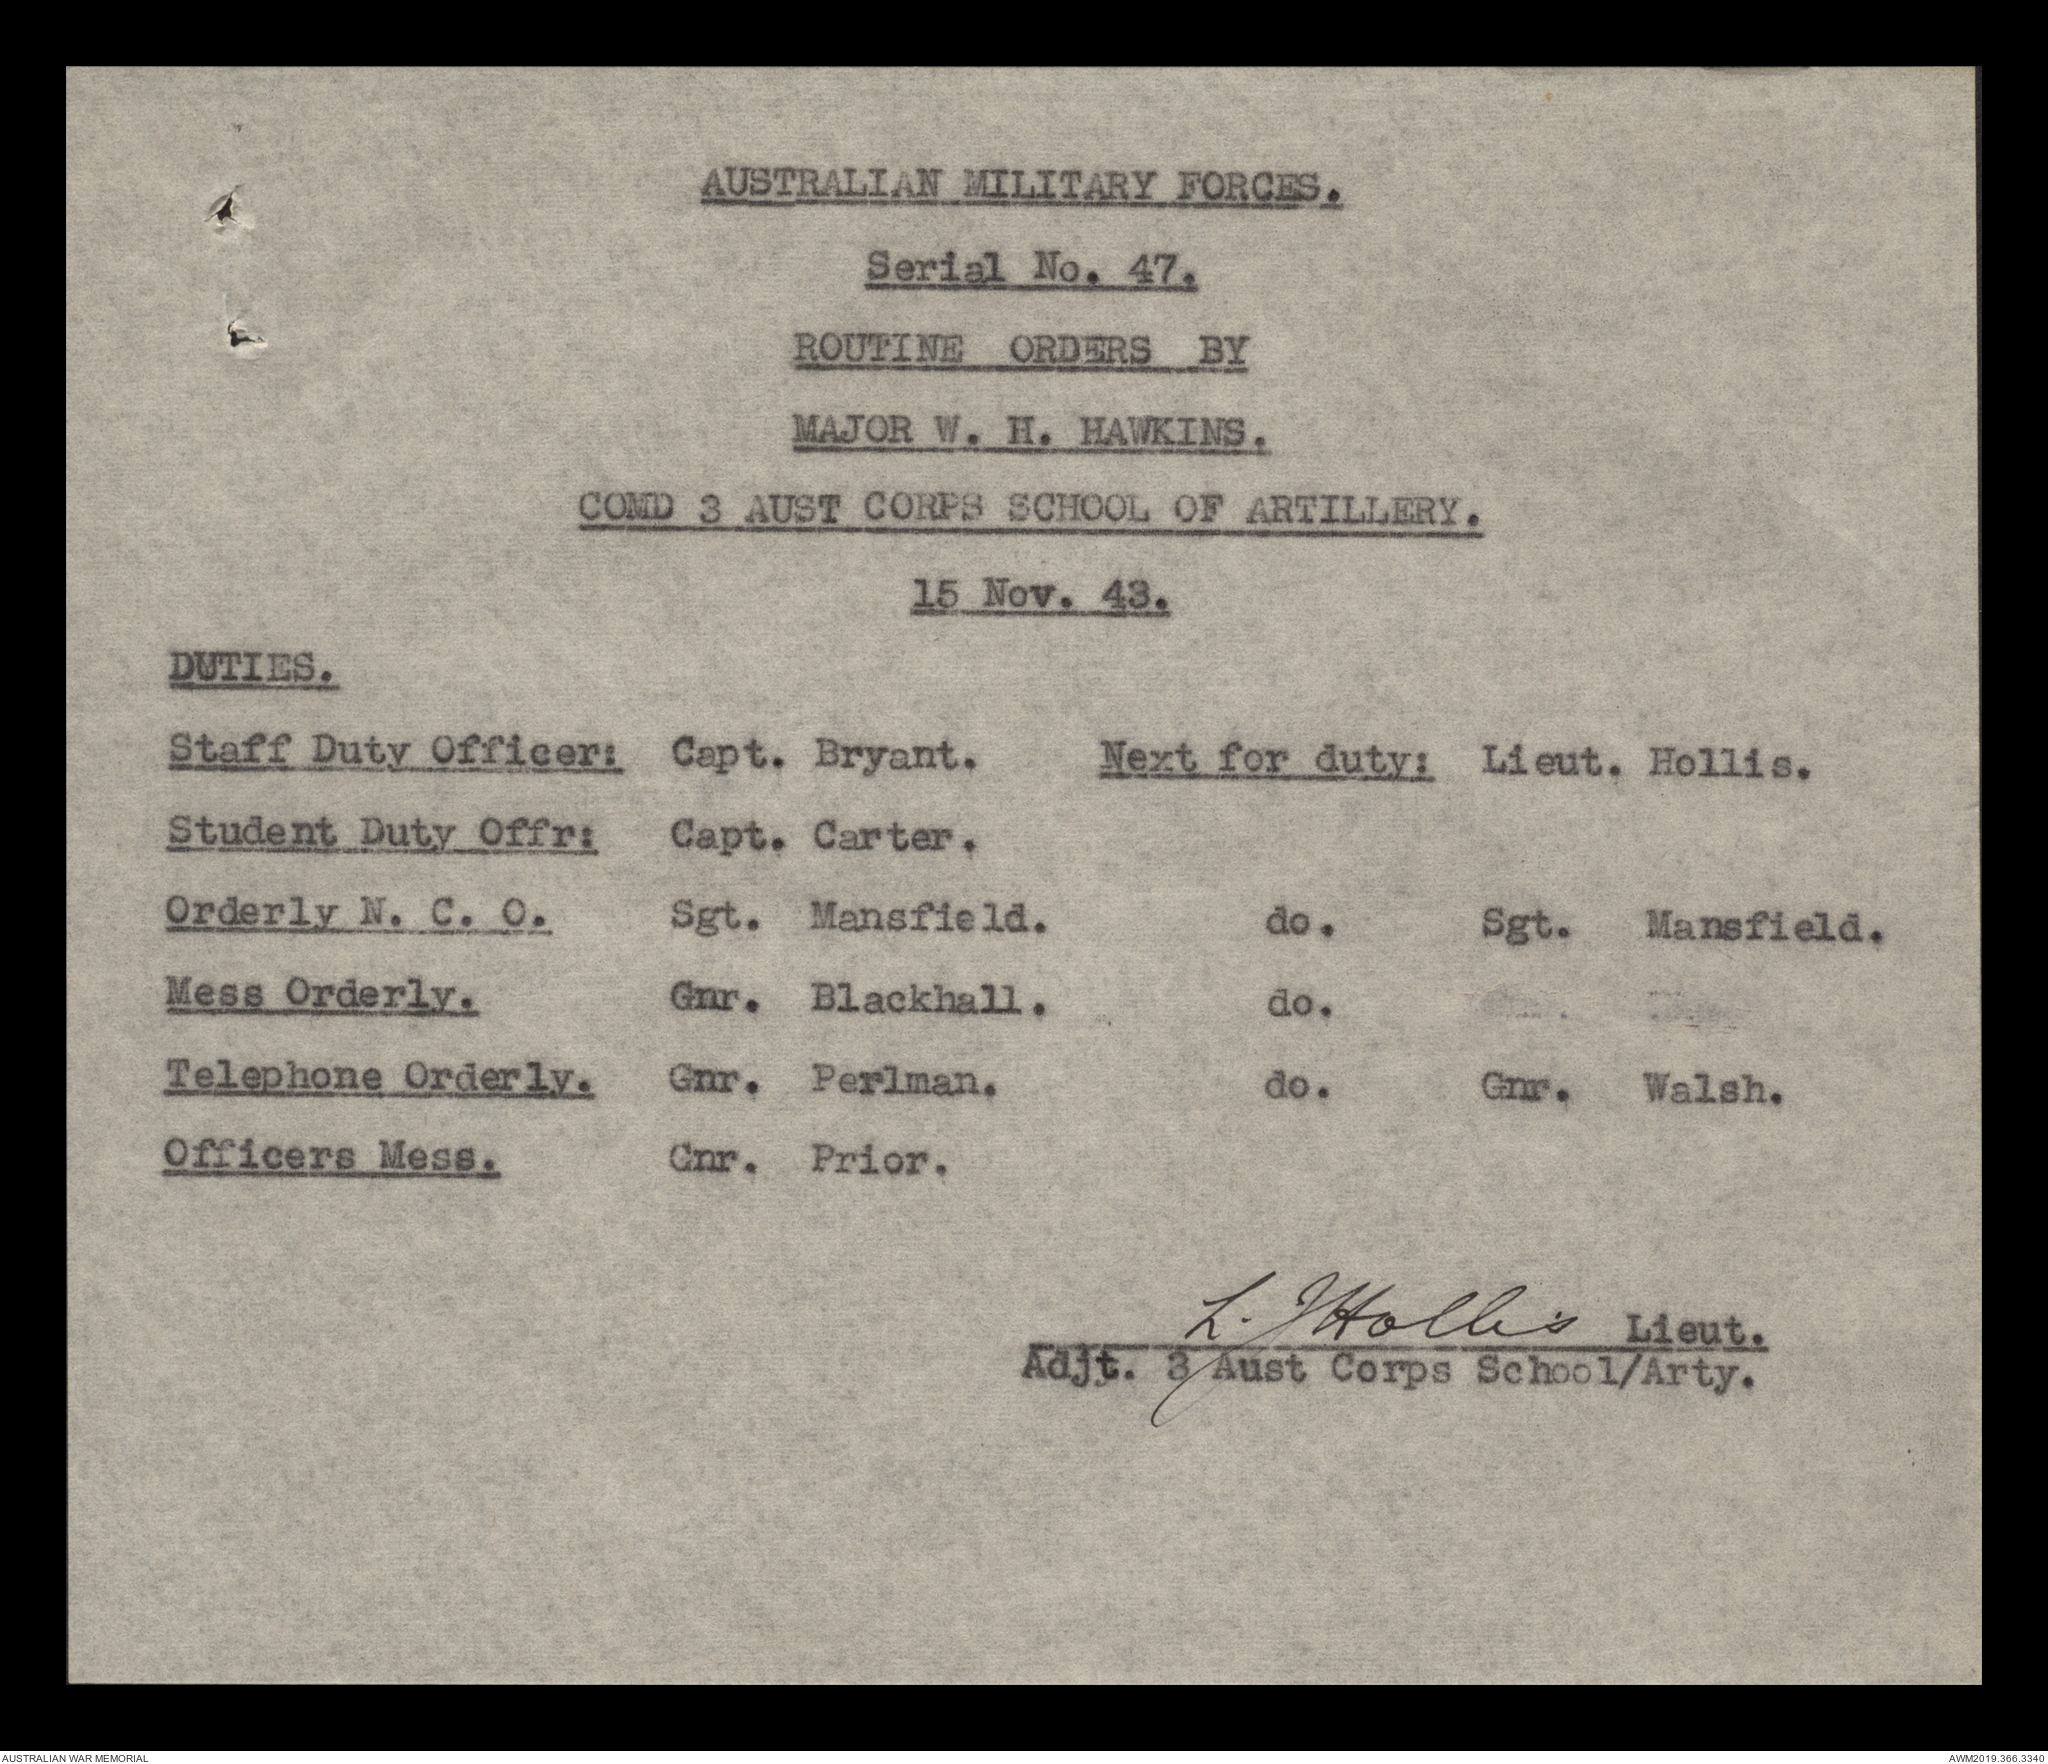 AUSTRALIAN MILITARY FORCES.
Serial No. 47.
ROUTINE ORDERS BY
MAJOR W. H. HAWKINS.
COMD 3 AUST CORPS SCHOOL OF ARTILLERY.
15 Nov. 43.
DUTIES.
Staff Duty Officer: Capt. Bryant. Next for duty: Lieut. Hollis.
Student Duty Offr: Capt. Carter.
Orderly N. C. O. Sgt. Mansfield. do. Sgt. Mansfield.
Mess Orderly. Gnr. Blackhall. do.
Telephone Orderly. Gnr. Perlman. do. Gnr. Walsh.
Officers Mess. Gnr. Prior.
L. J Hollis Lieut.
Adjt. 3 Aust Corps School/Arty.
AUSTRALIAN WAR MEMORIAL AWM2019.366.3340